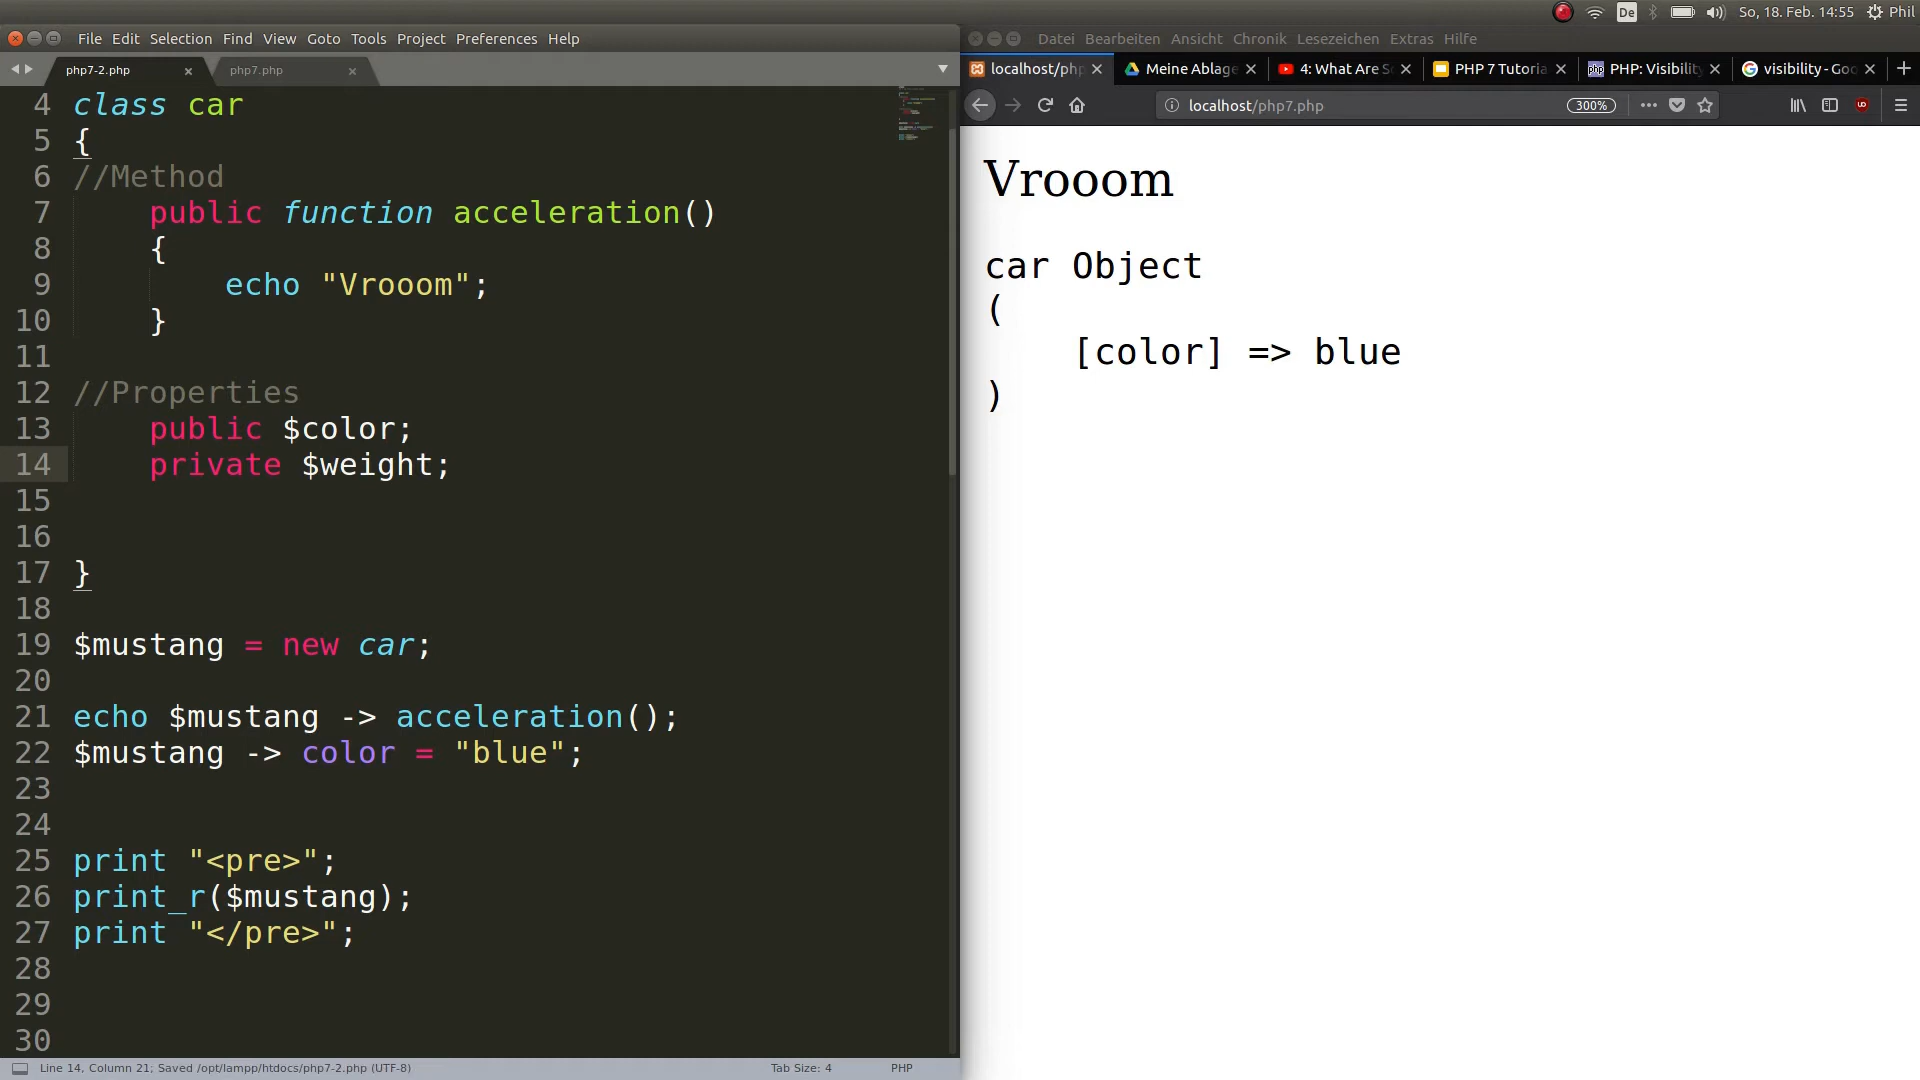 De
So, 18. Feb. 14:55
Phil
File Edit Selection Find View Goto Tools Project Preferences Help
Datei Bearbeiten Ansicht Chronik Lesezeichen Extras Hilfe
php7-2.php
php7.php
localhost/php
Meine Ablage
4: What Are Sc
PHP 7 Tutoria
PHP: Visibility
visibility - Goo
localhost/php7.php
300%
4 class car
5 {
6 //Method
7 public function acceleration()
8 {
9 echo "Vrooom";
10 }
11
12 //Properties
13 public $color;
14 private $weight;
15
16
17 }
18
19 $mustang = new car;
20
21 echo $mustang -> acceleration();
22 $mustang -> color = "blue";
23
24
25 print "<pre>";
26 print_r($mustang);
27 print "</pre>";
28
29
30
Vrooom
car Object
(
[color] => blue
)
Line 14, Column 21; Saved /opt/lampp/htdocs/php7-2.php (UTF-8)
Tab Size: 4
PHP